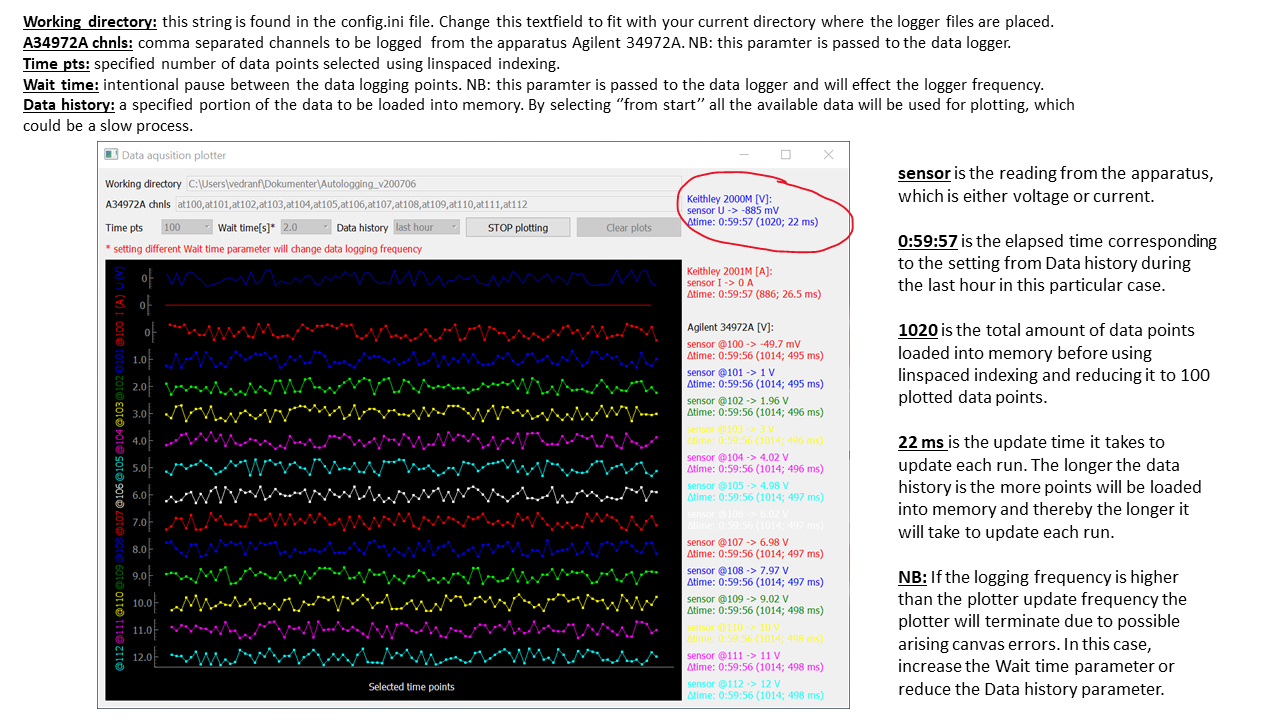 Working directory: this string is found in the config.ini file. Change this textfield to fit with your current directory where the logger files are placed.
A34972A chnls: comma separated channels to be logged from the apparatus Agilent 34972A. NB: this paramter is passed to the data logger.
Time pts: specified number of data points selected using linspaced indexing.
Wait time: intentional pause between the data logging points. NB: this paramter is passed to the data logger and will effect the logger frequency.
Data history: a specified portion of the data to be loaded into memory. By selecting ‘’from start’’ all the available data will be used for plotting, which
could be a slow process.
Data aqusition plotter
Working directory C:\Users\vedranf\Dokumenter\Autologging_v200706
A34972A chnls at100,at101,at102,at103,at104,at105,at106,at107,at108,at109,at110,at111,at112
Time pts 100 Wait time[s]* 2.0 Data history last hour STOP plotting Clear plots
* setting different Wait time parameter will change data logging frequency
U (V)
I (A)
@100
@101
@102
@103
@104
@105
@106
@107
@108
@109
@110
@111
@112
0
0
0
1.0
2.0
3.0
4.0
5.0
6.0
7.0
8.0
9.0
10.0
11.0
12.0
Selected time points
Keithley 2000M [V]:
sensor U -> -885 mV
Δtime: 0:59:57 (1020; 22 ms)
Keithley 2001M [A]:
sensor I -> 0 A
Δtime: 0:59:57 (886; 26.5 ms)
Agilent 34972A [V]:
sensor @100 -> -49.7 mV
Δtime: 0:59:56 (1014; 495 ms)
sensor @101 -> 1 V
Δtime: 0:59:56 (1014; 495 ms)
sensor @102 -> 1.96 V
Δtime: 0:59:56 (1014; 496 ms)
sensor @103 -> 3 V
Δtime: 0:59:56 (1014; 496 ms)
sensor @104 -> 4.02 V
Δtime: 0:59:56 (1014; 496 ms)
sensor @105 -> 4.98 V
Δtime: 0:59:56 (1014; 497 ms)
sensor @106 -> 6.02 V
Δtime: 0:59:56 (1014; 497 ms)
sensor @107 -> 6.98 V
Δtime: 0:59:56 (1014; 497 ms)
sensor @108 -> 7.97 V
Δtime: 0:59:56 (1014; 497 ms)
sensor @109 -> 9.02 V
Δtime: 0:59:56 (1014; 498 ms)
sensor @110 -> 10 V
Δtime: 0:59:56 (1014; 498 ms)
sensor @111 -> 11 V
Δtime: 0:59:56 (1014; 498 ms)
sensor @112 -> 12 V
Δtime: 0:59:56 (1014; 498 ms)
sensor is the reading from the apparatus,
which is either voltage or current.
0:59:57 is the elapsed time corresponding
to the setting from Data history during
the last hour in this particular case.
1020 is the total amount of data points
loaded into memory before using
linspaced indexing and reducing it to 100
plotted data points.
22 ms is the update time it takes to
update each run. The longer the data
history is the more points will be loaded
into memory and thereby the longer it
will take to update each run.
NB: If the logging frequency is higher
than the plotter update frequency the
plotter will terminate due to possible
arising canvas errors. In this case,
increase the Wait time parameter or
reduce the Data history parameter.